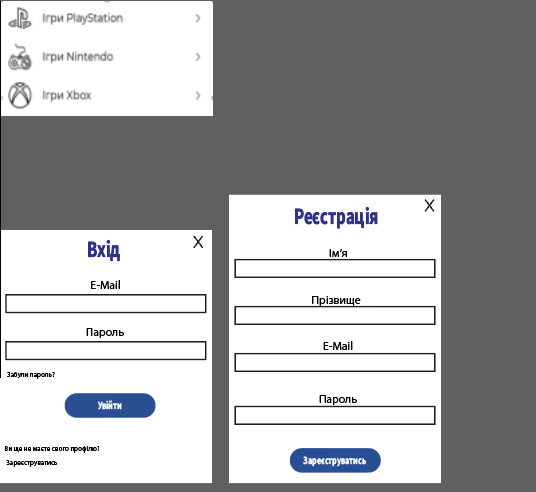 Ігри PlayStation
Ігри Nintendo
Ігри Xbox
Вхід
X
E-Mail
Пароль
Забули пароль?
Увійти
Ви ще не маєте свого профілю?
Зареєструватись
Реєстрація
X
Ім'я
Прізвище
E-Mail
Пароль
Зареєструватись